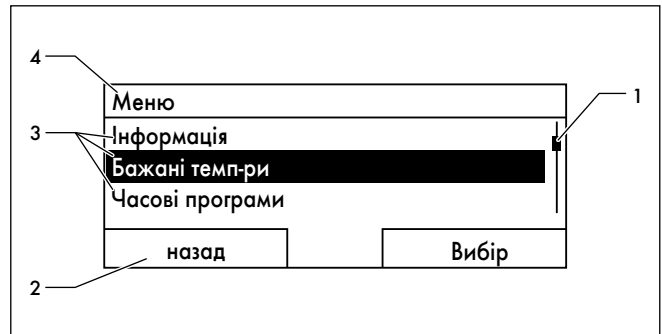 4
1
Меню
3
Інформація
Бажані темп-ри
Часові програми
назад Вибір
2